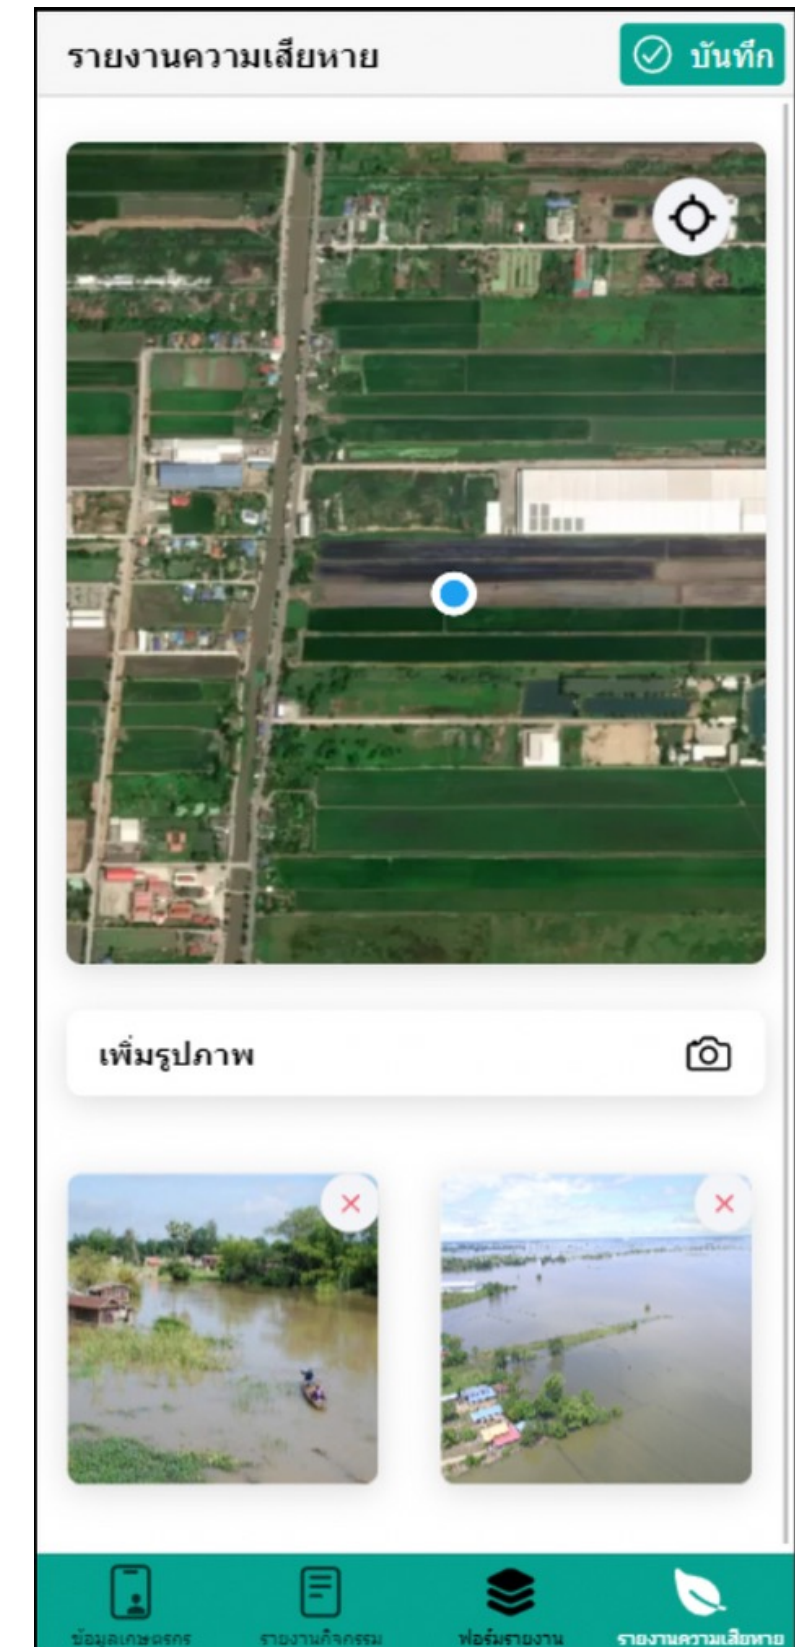 รายงานความเสียหาย
บันทึก
เพิ่มรูปภาพ
ข้อมูลเกษตรกร
รายงานกิจกรรม
ฟอร์มรายงาน
รายงานความเสียหาย